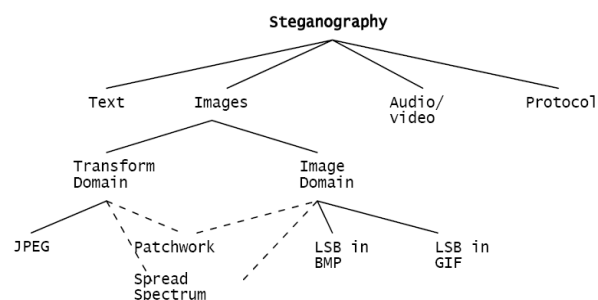 Steganography
Text
Images
Audio/
video
Protocol
Transform
Domain
Image
Domain
JPEG
Patchwork
LSB in
BMP
LSB in
GIF
Spread
Spectrum